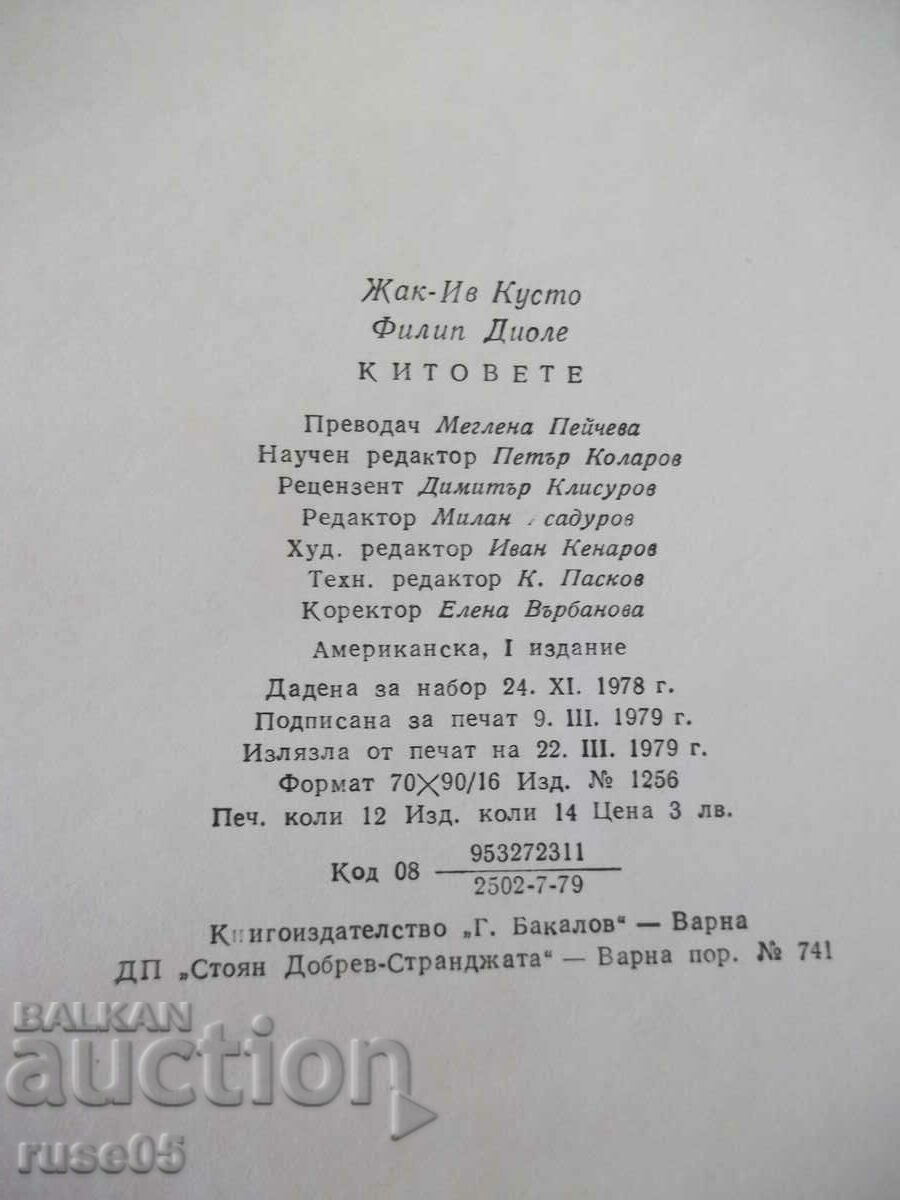 Жак-Ив Кусто
Филип Диоле
КИТОВЕТЕ
Преводач Меглена Пейчева
Научен редактор Петър Коларов
Рецензент Димитър Клисуров
Редактор Милан садуров
Худ. редактор Иван Кенаров
Техн. редактор К. Пасков
Коректор Елена Върбанова
Американска, I издание
Дадена за набор 24. XI. 1978 г.
Подписана за печат 9. III. 1979 г.
Излязла от печат на 22. III. 1979 г.
Формат 70×90/16 Изд. № 1256
Печ. коли 12 Изд. коли 14 Цена 3 лв.
Код 08 953272311
2502-7-79
Книгоиздателство „Г. Бакалов“ — Варна
ДП „Стоян Добрев-Странджата“ — Варна пор. № 741
BALKAN
auction
ruse05